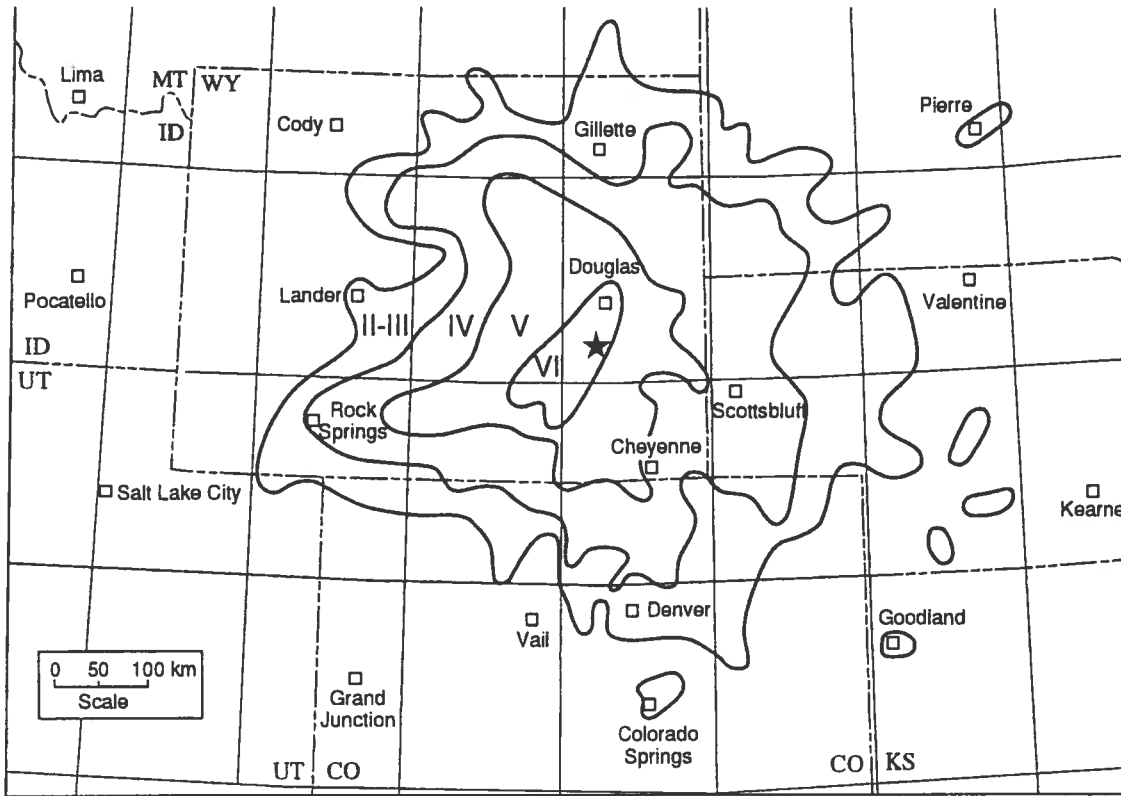 Lima
MT
WY
ID
Cody
Gillette
Pierre
Pocatello
Lander
Douglas
Valentine
II-III
IV
V
VI
ID
UT
Rock
Springs
Scottsbluff
Cheyenne
Salt Lake City
Kearne
Denver
Vail
Goodland
0 50 100 km
Scale
Grand
Junction
Colorado
Springs
UT
CO
CO
KS